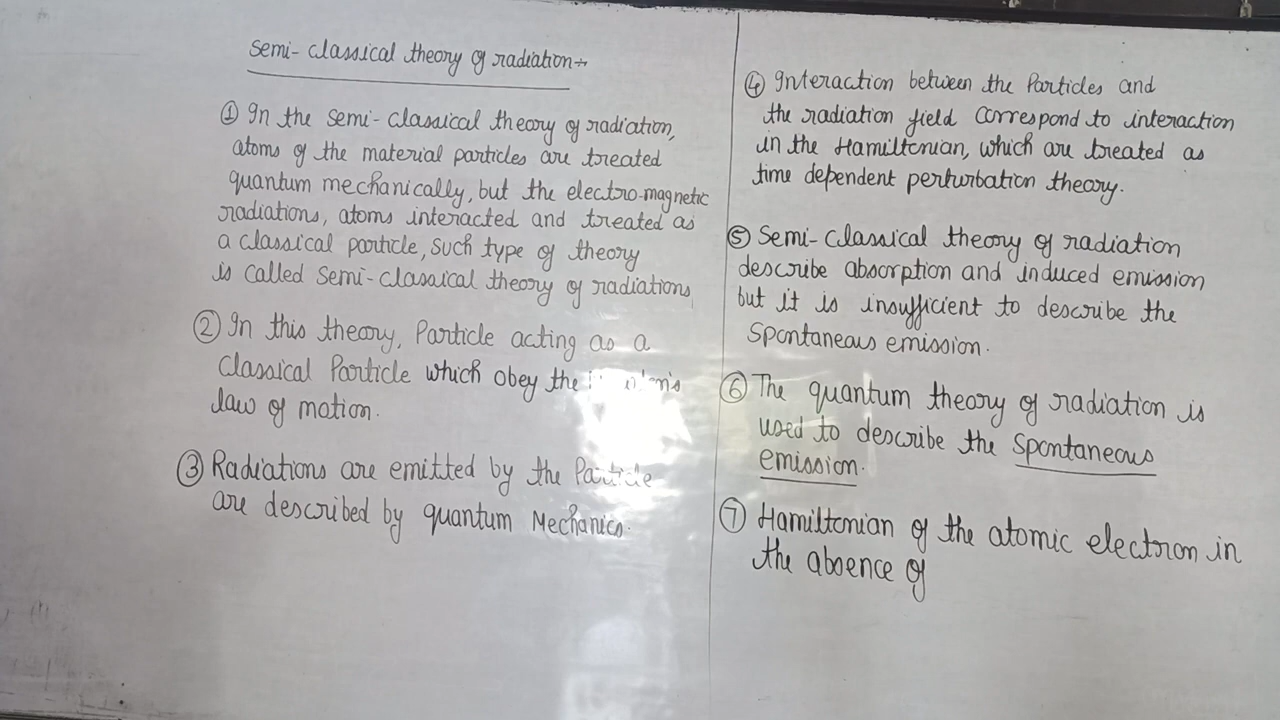 Semi-classical theory of radiation→
① In the semi-classical theory of radiation,
atoms of the material particles are treated
quantum mechanically, but the electro-magnetic
radiations, atoms interacted and treated as
a classical particle, such type of theory
is called semi-classical theory of radiations,
② In this theory, Particle acting as a
Classical Particle which obey the
law of motion.
③ Radiations are emitted by the Particle
are described by quantum Mechanics.
④ Interaction between the Particles and
the radiation field correspond to interaction
in the Hamiltonian, which are treated as
time dependent perturbation theory.
⑤ Semi-classical theory of radiation
describe absorption and induced emission
but it is insufficient to describe the
Spontaneous emission.
⑥ The quantum theory of radiation is
used to describe the spontaneous
emission.
⑦ Hamiltonian of the atomic electron in
the absence of